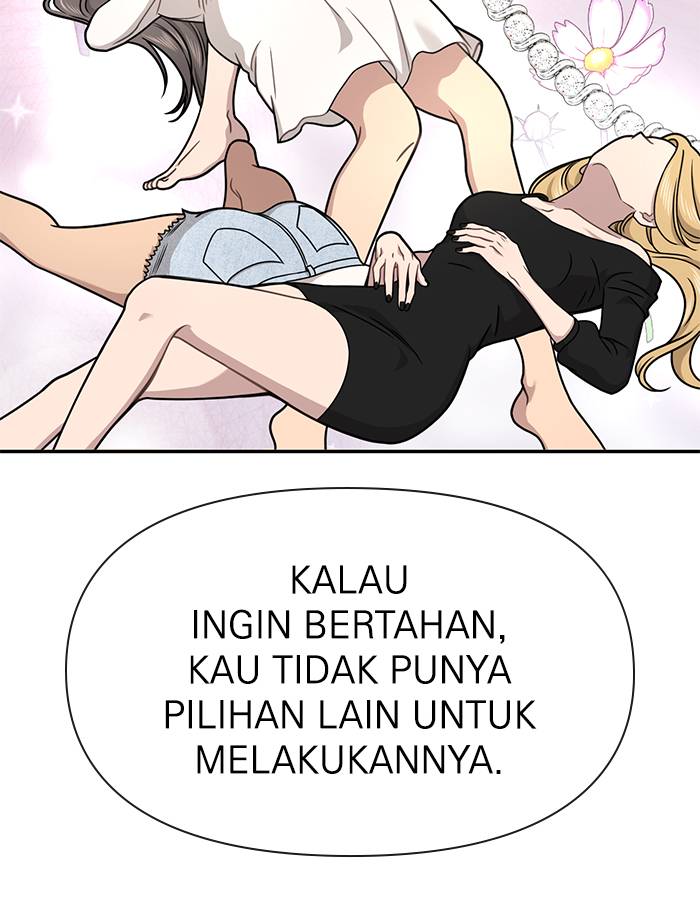 KALAU
INGIN BERTAHAN,
KAU TIDAK PUNYA
PILIHAN LAIN UNTUK
MELAKUKANNYA.